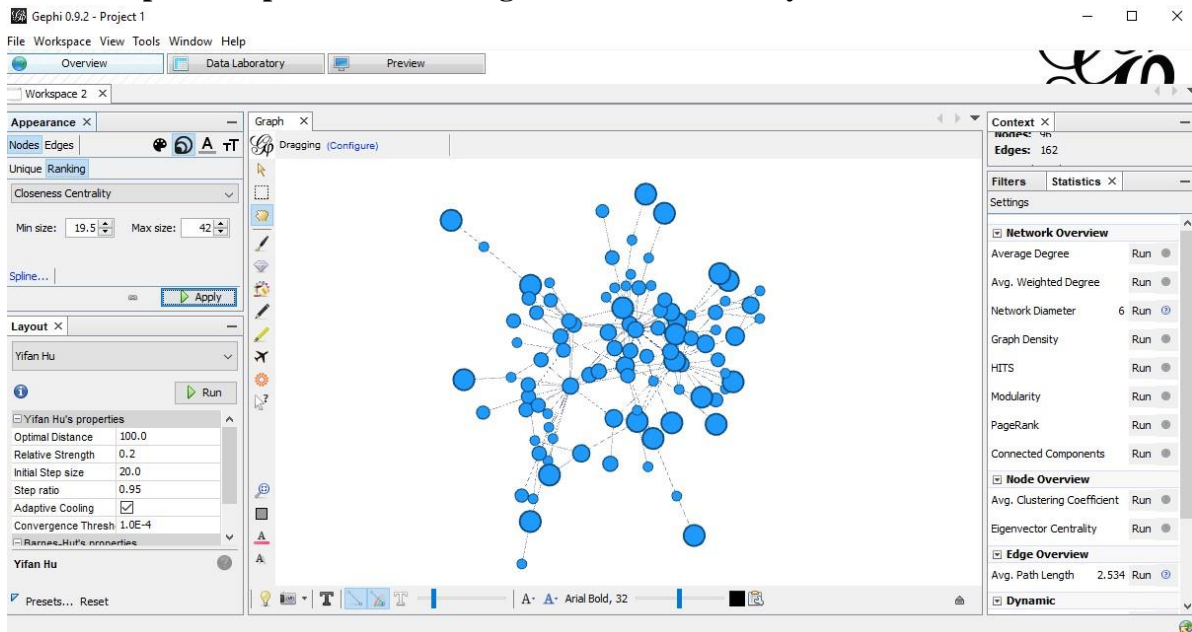 Gephi 0.9.2 - Project 1
File Workspace View Tools Window Help
Overview
Data Laboratory
Preview
Workspace 2
Appearance
Nodes Edges
Unique Ranking
Closeness Centrality
Min size: 19.5 Max size: 42
Spline...
Apply
Layout
Yifan Hu
Run
Yifan Hu's properties
Optimal Distance 100.0
Relative Strength 0.2
Initial Step size 20.0
Step ratio 0.95
Adaptive Cooling
Convergence Thresh 1.0E-4
Barnes-Hut's properties
Yifan Hu
Presets... Reset
Graph
Dragging (Configure)
Arial Bold, 32
Context
Nodes: 96
Edges: 162
Filters Statistics
Settings
Network Overview
Average Degree Run
Avg. Weighted Degree Run
Network Diameter 6 Run
Graph Density Run
HITS Run
Modularity Run
PageRank Run
Connected Components Run
Node Overview
Avg. Clustering Coefficient Run
Eigenvector Centrality Run
Edge Overview
Avg. Path Length 2.534 Run
Dynamic